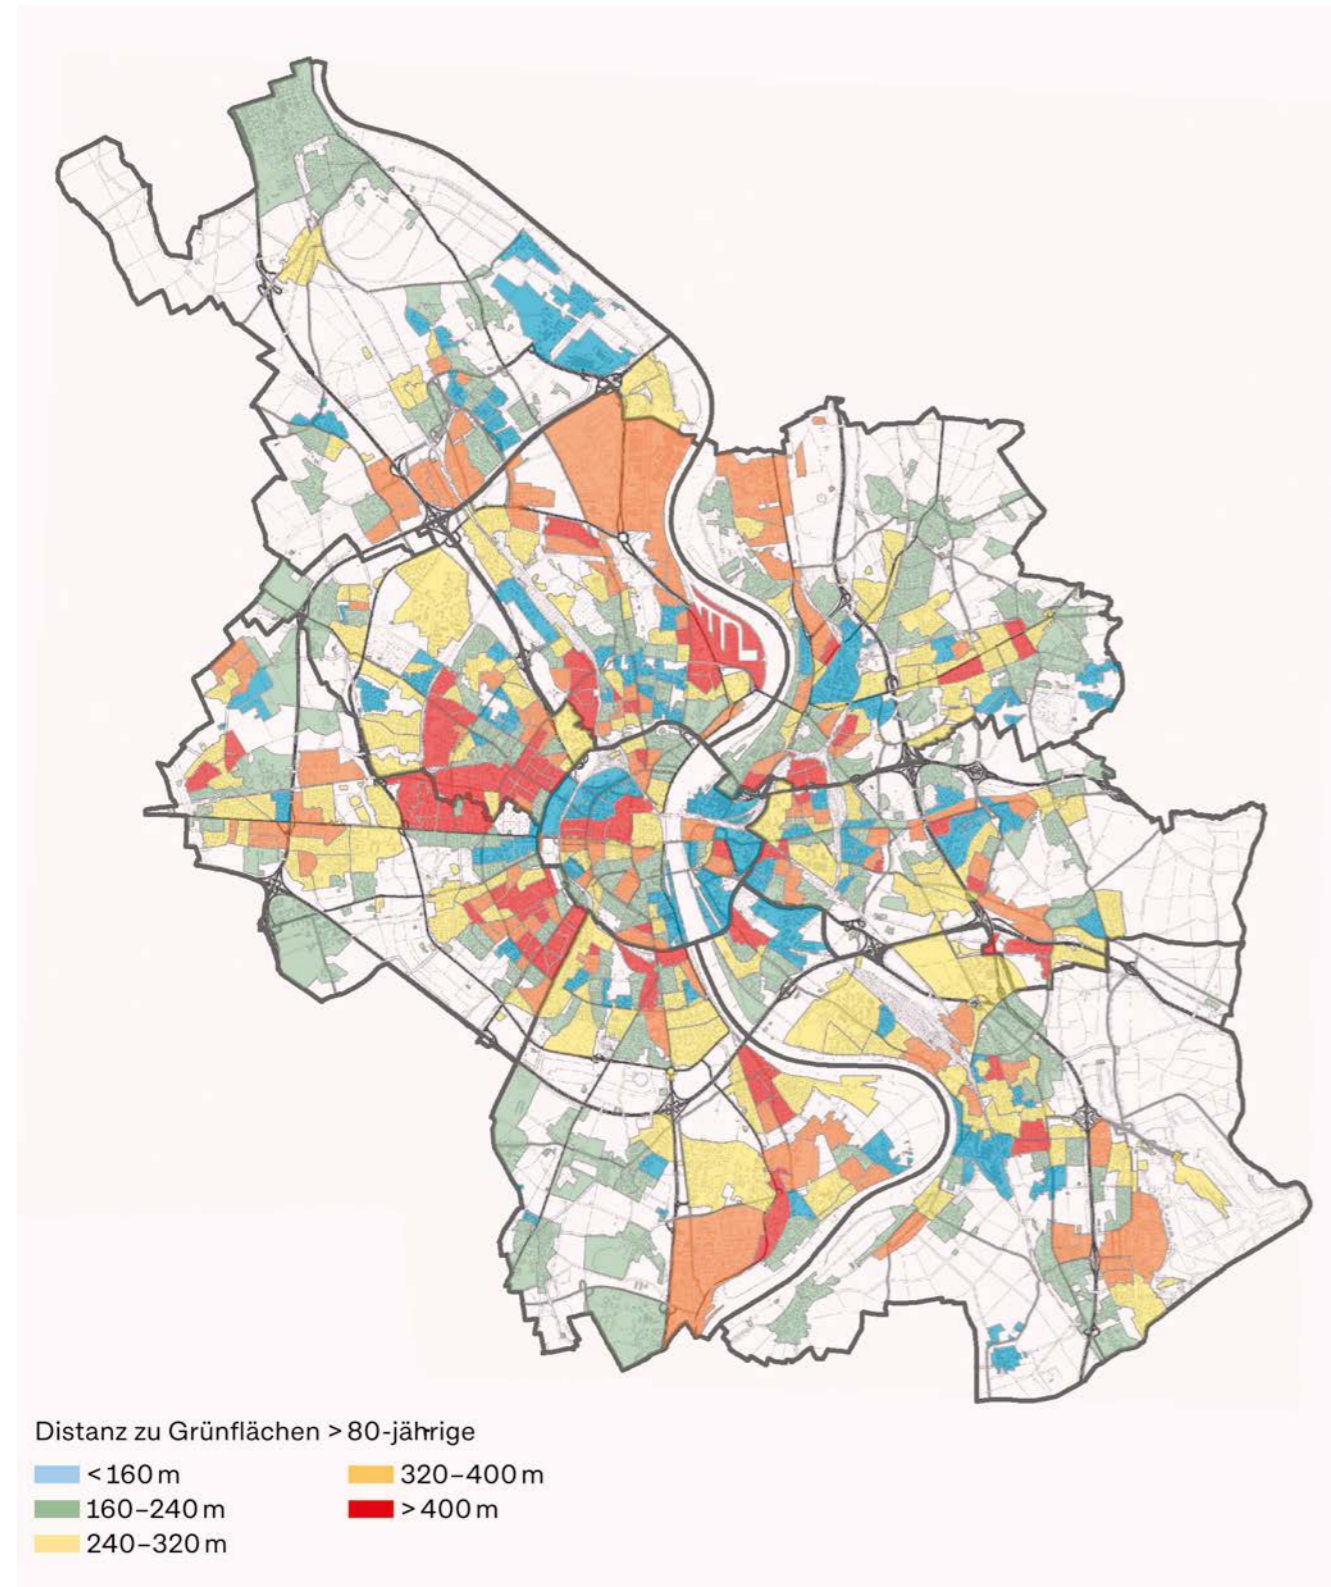 Distanz zu Grünflächen > 80-jährige
< 160 m
160–240 m
240–320 m
320–400 m
> 400 m